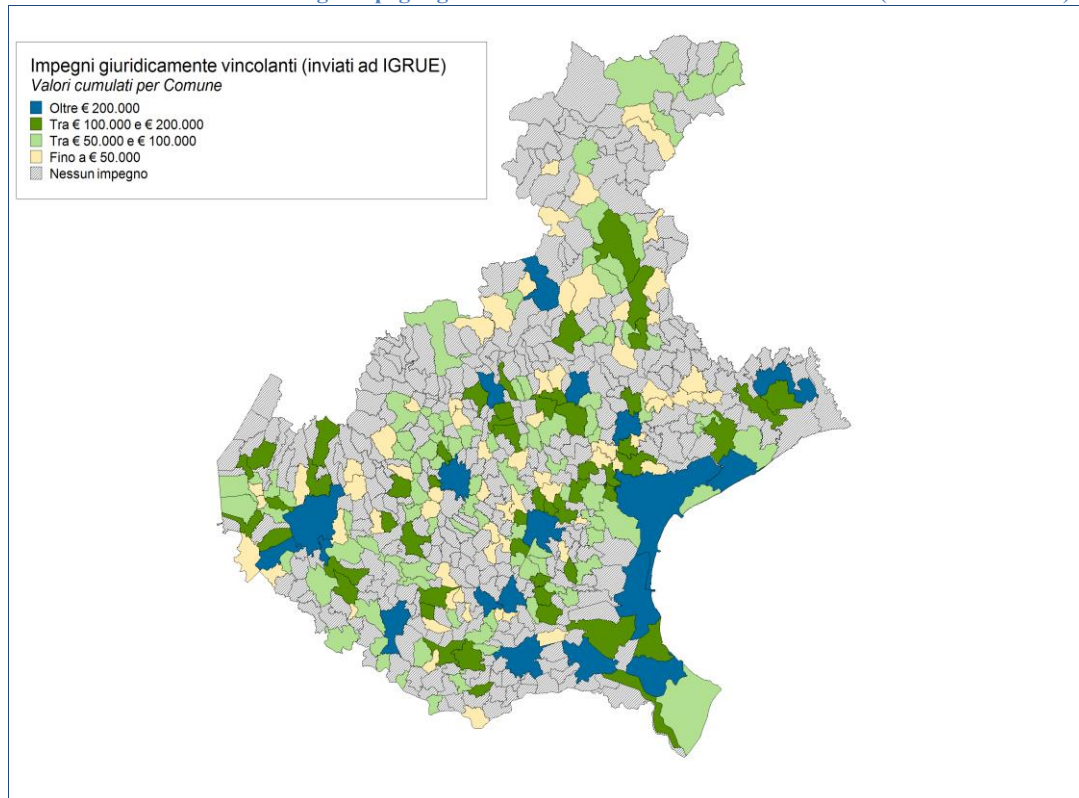 Impegni giuridicamente vincolanti (inviati ad IGRUE)
Valori cumulati per Comune
Oltre € 200.000
Tra € 100.000 e € 200.000
Tra € 50.000 e € 100.000
Fino a € 50.000
Nessun impegno